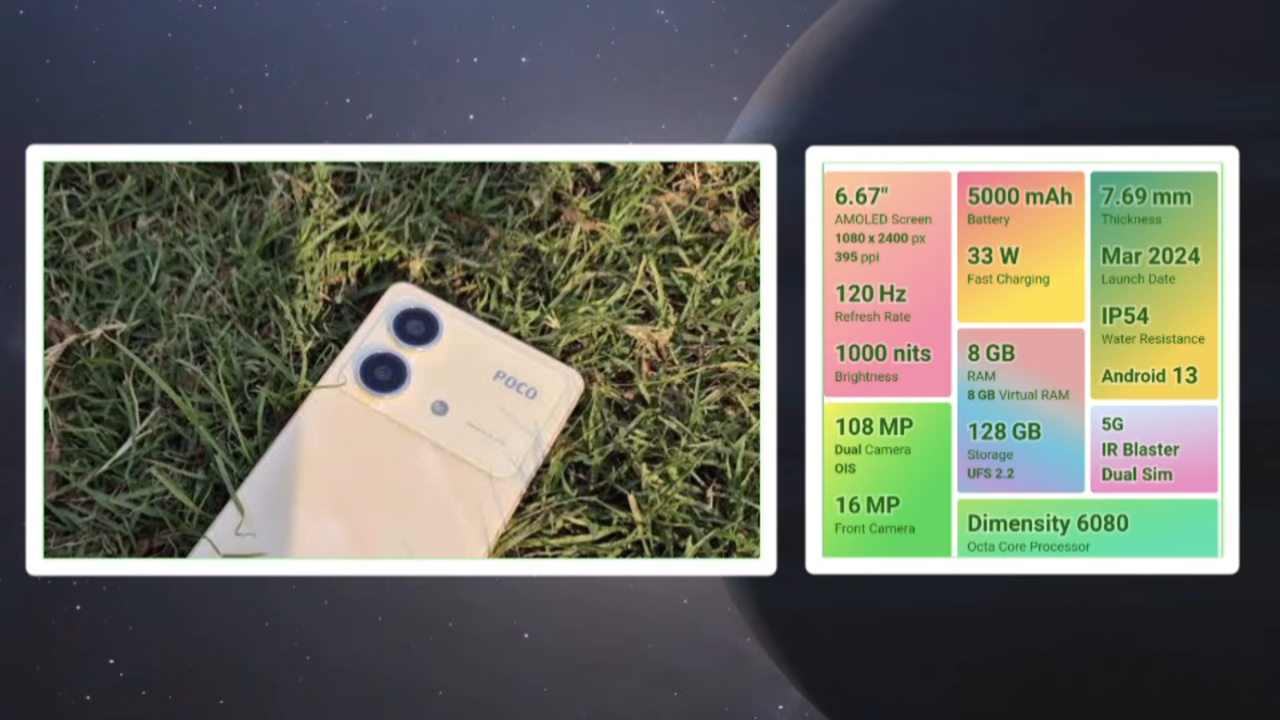 POCO
6.67"
AMOLED Screen
1080 x 2400 px
395 ppi
120 Hz
Refresh Rate
1000 nits
Brightness
108 MP
Dual Camera
OIS
16 MP
Front Camera
5000 mAh
Battery
33 W
Fast Charging
8 GB
RAM
8 GB Virtual RAM
128 GB
Storage
UFS 2.2
7.69 mm
Thickness
Mar 2024
Launch Date
IP54
Water Resistance
Android 13
5G
IR Blaster
Dual Sim
Dimensity 6080
Octa Core Processor